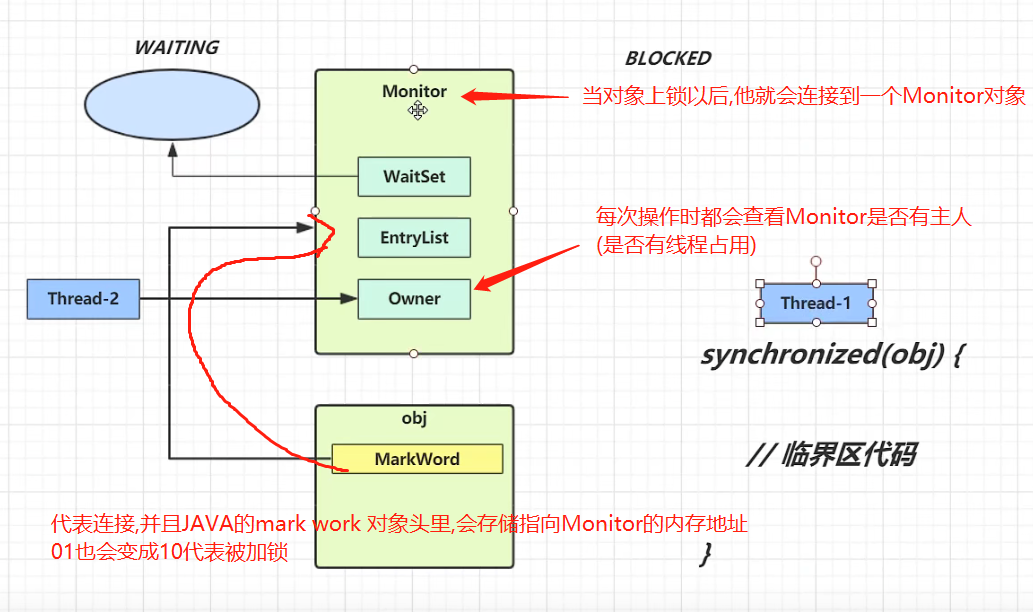 WAITING
BLOCKED
Monitor
当对象上锁以后,他就会连接到一个Monitor对象
WaitSet
每次操作时都会查看Monitor是否有主人
(是否有线程占用)
EntryList
Thread-2
Owner
Thread-1
synchronized(obj) {
obj
MarkWord
// 临界区代码
代表连接,并且JAVA的mark work 对象头里,会存储指向Monitor的内存地址
01也会变成10代表被加锁
}